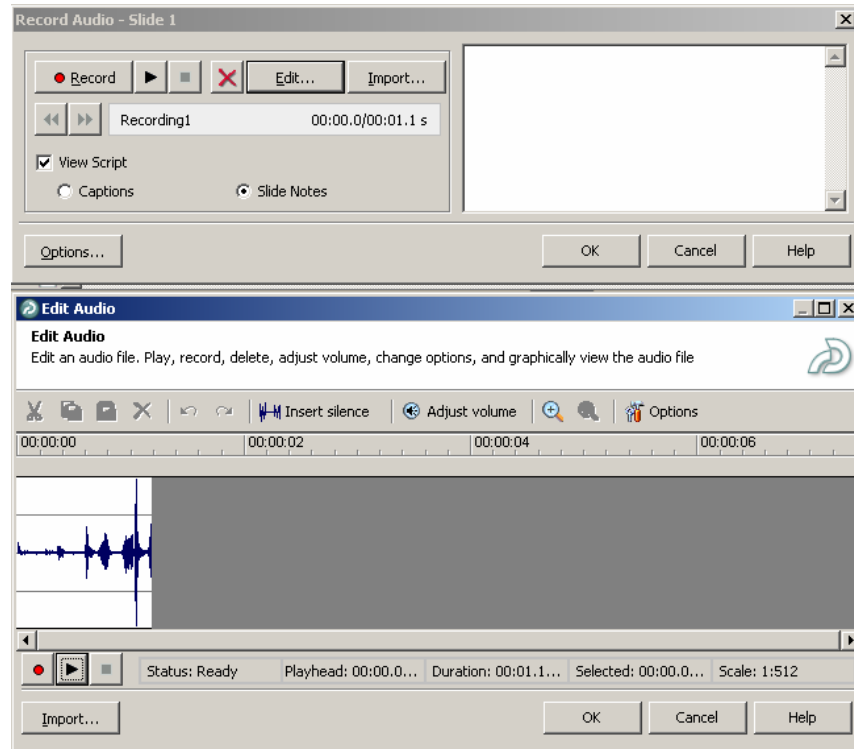 Record Audio - Slide 1
Record Edit... Import...
Recording1 00:00.0/00:01.1 s
View Script
Captions Slide Notes
Options... OK Cancel Help
Edit Audio
Edit Audio
Edit an audio file. Play, record, delete, adjust volume, change options, and graphically view the audio file
Insert silence Adjust volume Options
00:00:00 00:00:02 00:00:04 00:00:06
Status: Ready Playhead: 00:00.0... Duration: 00:01.1... Selected: 00:00.0... Scale: 1:512
Import... OK Cancel Help